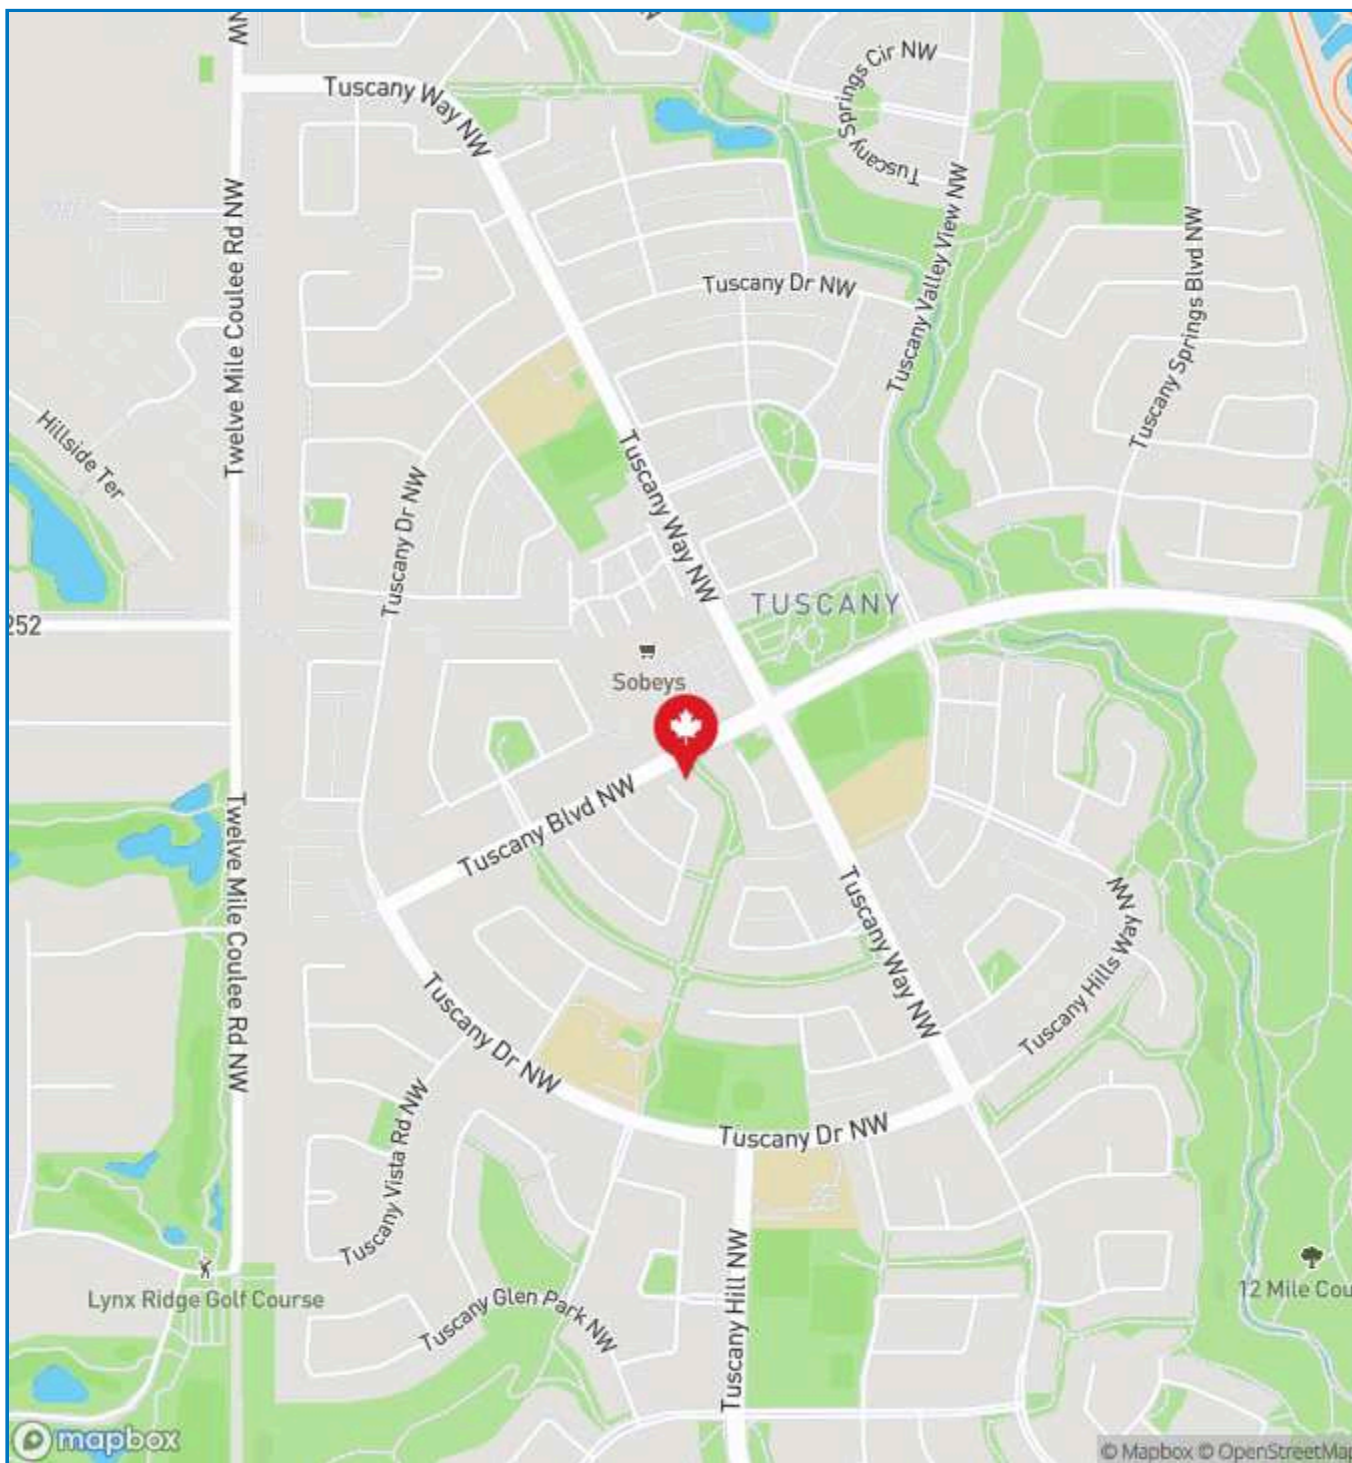 NW
Tuscany Way NW
Tuscany Springs Cir NW
Twelve Mile Coulee Rd NW
Tuscany Valley View NW
Tuscany Springs Blvd NW
Tuscany Dr NW
Hillside Ter
Tuscany Dr NW
Tuscany Way NW
TUSCANY
252
Sobeys
Tuscany Blvd NW
Twelve Mile Coulee Rd NW
Tuscany Way NW
Tuscany Hills Way NW
Tuscany Dr NW
Tuscany Vista Rd NW
Tuscany Dr NW
Tuscany Hill NW
12 Mile Cou
Lynx Ridge Golf Course
Tuscany Glen Park NW
mapbox
© Mapbox © OpenStreetMap